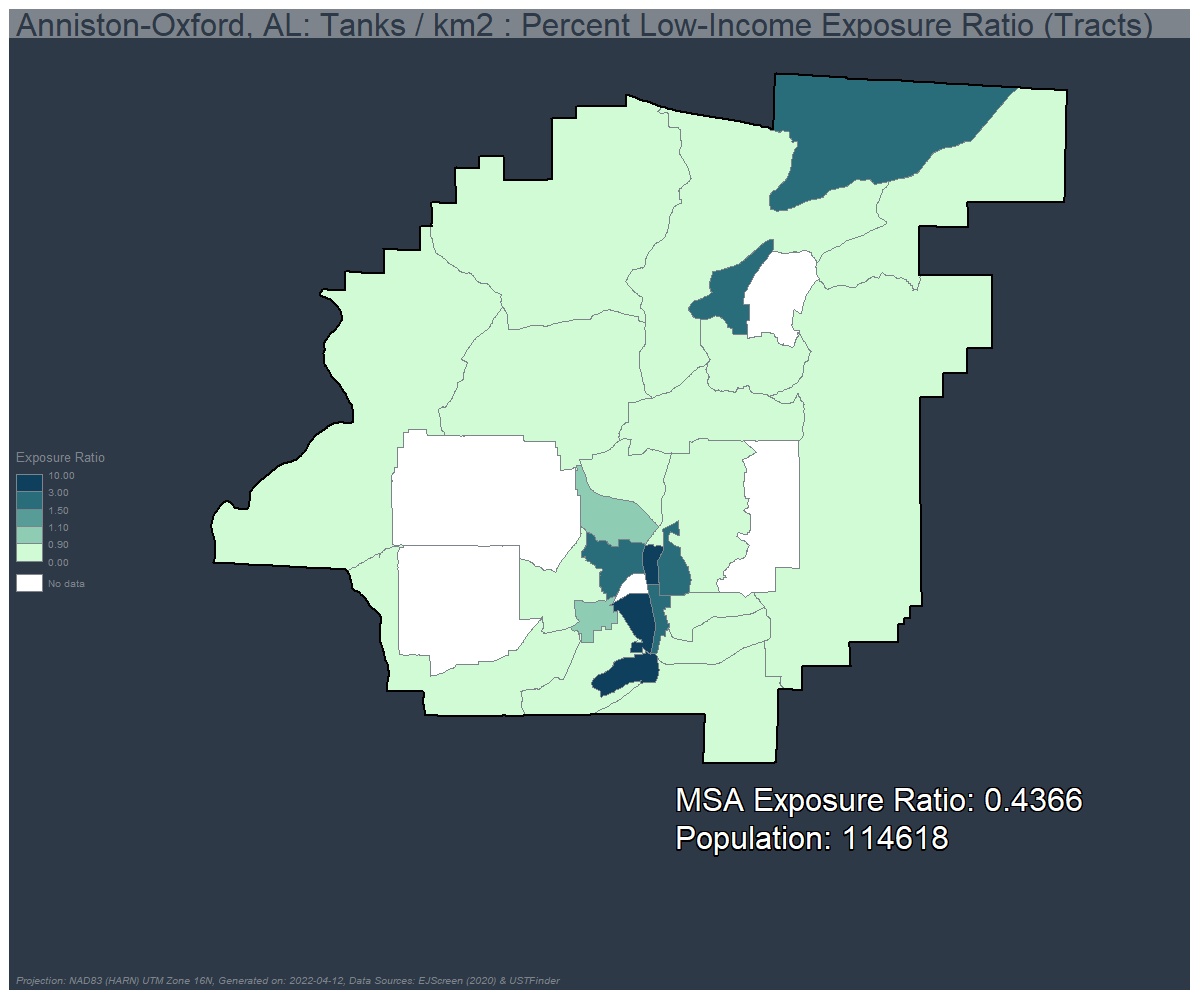 Anniston-Oxford, AL: Tanks / km2 : Percent Low-Income Exposure Ratio (Tracts)
Exposure Ratio
10.00
3.00
1.50
1.10
0.90
0.00
No data
MSA Exposure Ratio: 0.4366
Population: 114618
Projection: NAD83 (HARN) UTM Zone 16N, Generated on: 2022-04-12, Data Sources: EJScreen (2020) & USTFinder